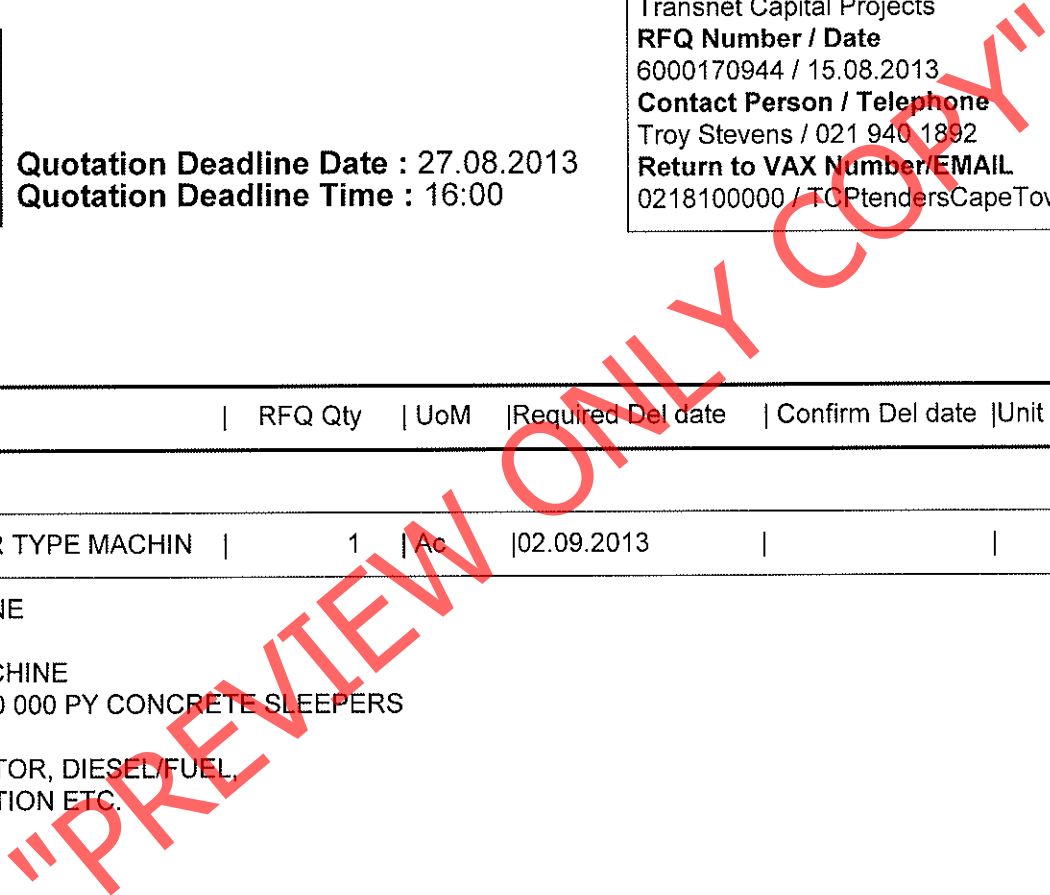 Transnet Capital Projects
RFQ Number / Date
6000170944 / 15.08.2013
Contact Person / Telephone
Troy Stevens / 021 940 1892
Return to VAX Number/EMAIL
0218100000 / TCPtendersCapeTov
Quotation Deadline Date : 27.08.2013
Quotation Deadline Time : 16:00
| RFQ Qty | UoM |Required Del date | Confirm Del date |Unit
R TYPE MACHIN | 1 | Ac |02.09.2013 | |
NE
CHINE
0 000 PY CONCRETE SLEEPERS
TOR, DIESEL/FUEL,
TION ETC.
"PREVIEW ONLY COPY"